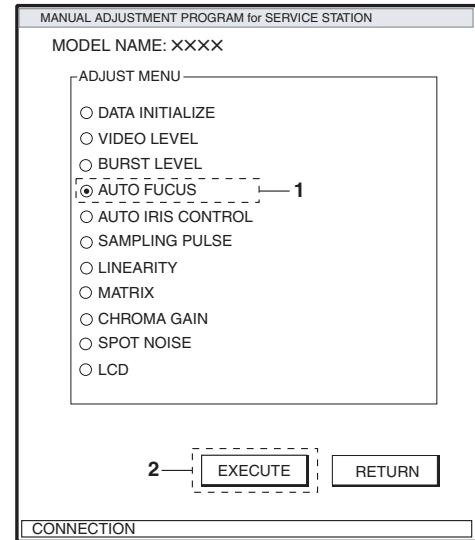 MANUAL ADJUSTMENT PROGRAM for SERVICE STATION
MODEL NAME: ××××
ADJUST MENU
DATA INITIALIZE
VIDEO LEVEL
BURST LEVEL
AUTO FUCUS
1
AUTO IRIS CONTROL
SAMPLING PULSE
LINEARITY
MATRIX
CHROMA GAIN
SPOT NOISE
LCD
2 EXECUTE RETURN
CONNECTION